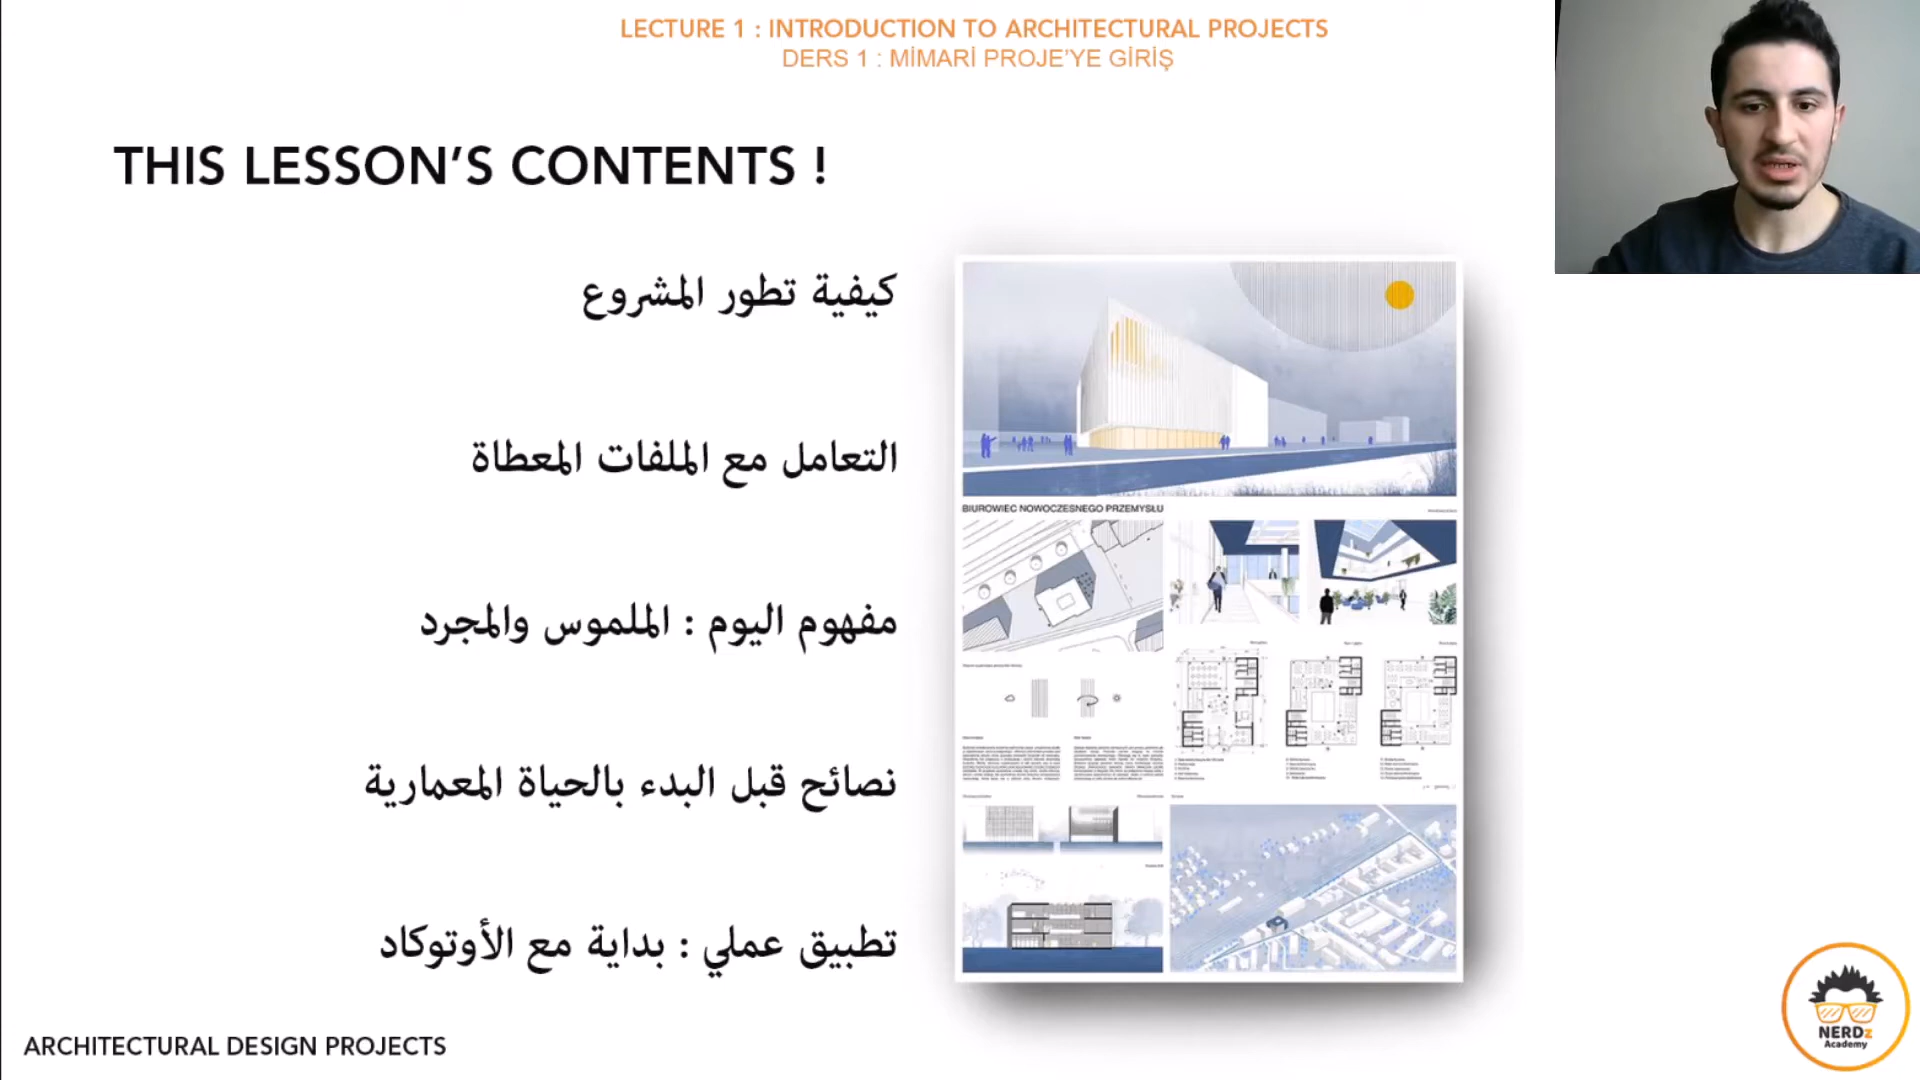 LECTURE 1 : INTRODUCTION TO ARCHITECTURAL PROJECTS
DERS 1 : MİMARİ PROJE'YE GİRİŞ
THIS LESSON'S CONTENTS !
كيفية تطور المشروع
التعامل مع الملفات المعطاة
مفهوم اليوم : الملموس والمجرد
نصائح قبل البدء بالحياة المعمارية
تطبيق عملي : بداية مع الأوتوكاد
BIUROWIEC NOWOCZESNEGO PRZEMYSŁU
ARCHITECTURAL DESIGN PROJECTS
NERDz
Academy